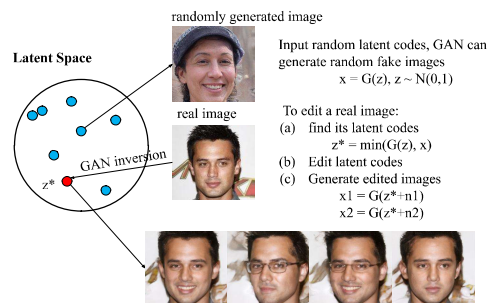 randomly generated image
Latent Space
Input random latent codes, GAN can
generate random fake images
x = G(z), z ~ N(0,1)
real image
To edit a real image:
(a) find its latent codes
z* = min(G(z), x)
(b) Edit latent codes
(c) Generate edited images
x1 = G(z*+n1)
x2 = G(z*+n2)
GAN inversion
z*